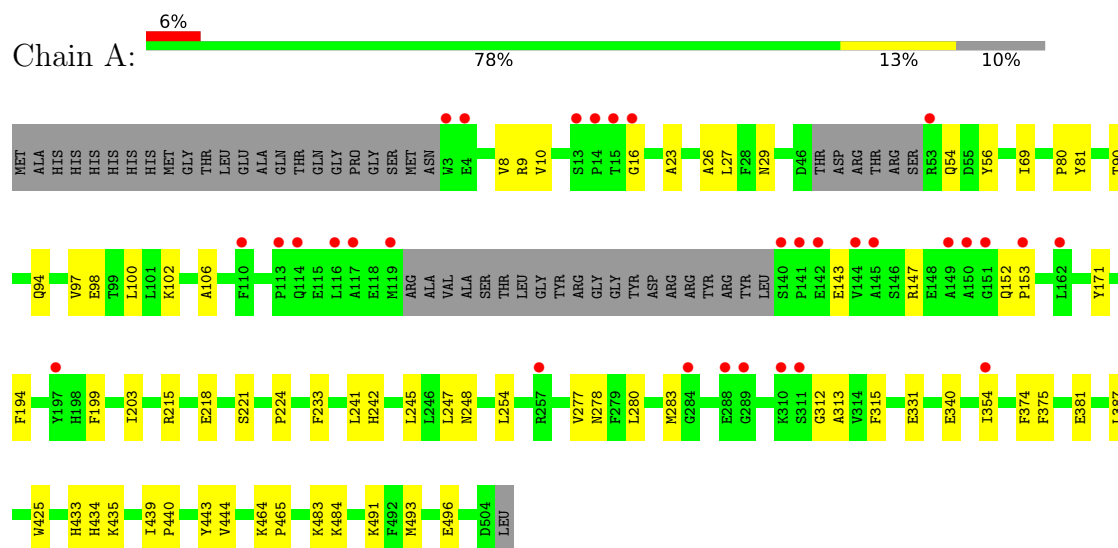 6%
Chain A:
78% 13% 10%
MET ALA HIS HIS HIS HIS HIS HIS MET GLY THR LEU GLU ALA GLN THR GLN GLY PRO GLY SER MET ASN W3 E4 V8 R9 V10 S13 P14 T15 G16 A23 A26 L27 F28 N29 D46 THR ASP ARG THR ARG SER R53 Q54 D55 Y56 I69 P80 Y81
Q94 V97 E98 T99 L100 L101 K102 A106 F110 P113 Q114 E115 L116 A117 E118 M119 ARG ALA VAL ALA SER THR LEU GLY TYR ARG GLY GLY TYR ASP ARG ARG TYR ARG TYR LEU S140 P141 E142 E143 V144 A145 S146 R147 E148 A149 A150 G151 Q152 P153 L162 Y171
F194 Y197 H198 F199 I203 R215 E218 S221 P224 F233 L241 H242 L245 L246 L247 N248 L254 R257 V277 N278 F279 L280 M283 G284 E288 G289 K310 S311 G312 A313 V314 F315 E331 E340 I354 F374 F375 E381
W425 H433 H434 K435 I439 P440 Y443 V444 K464 P465 K483 K484 K491 F492 M493 E496 D504 LEU